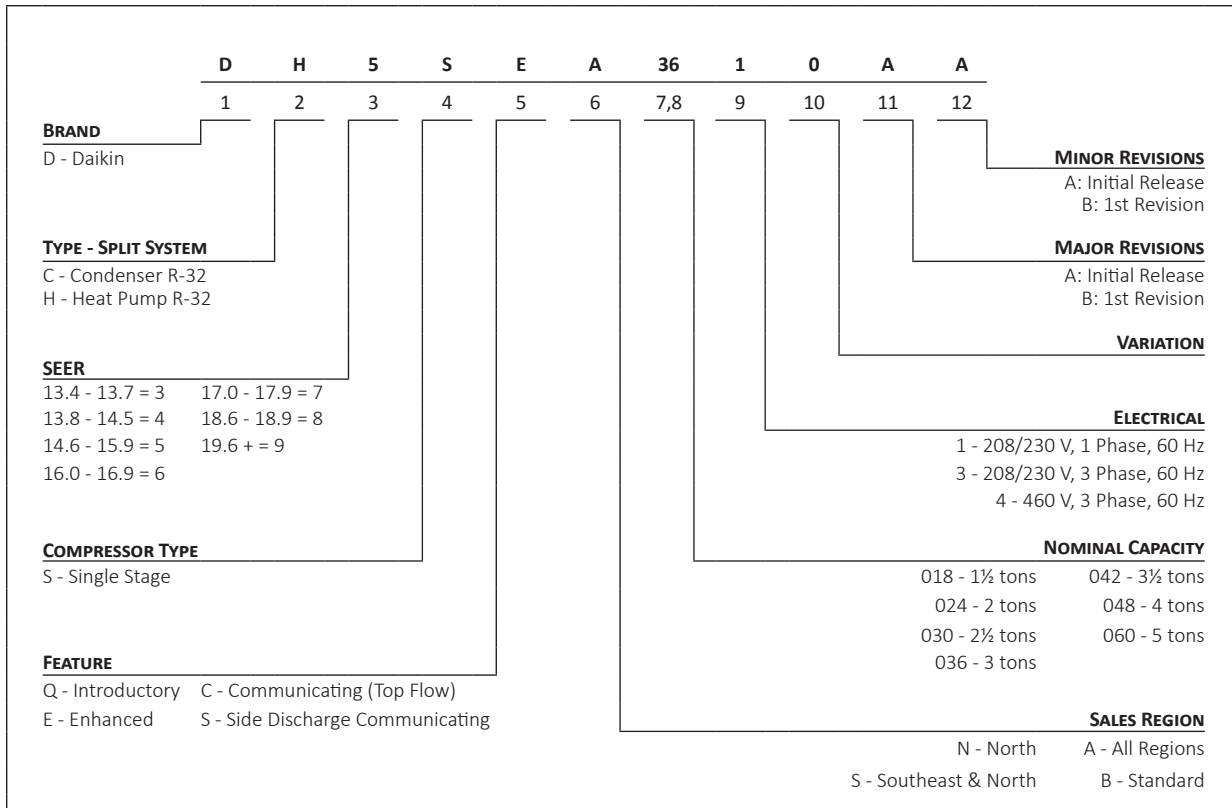 D H 5 S E A 36 1 0 A A
1 2 3 4 5 6 7,8 9 10 11 12
BRAND
D - Daikin
MINOR REVISIONS
A: Initial Release
B: 1st Revision
TYPE - SPLIT SYSTEM
C - Condenser R-32
H - Heat Pump R-32
MAJOR REVISIONS
A: Initial Release
B: 1st Revision
VARIATION
SEER
13.4 - 13.7 = 3 17.0 - 17.9 = 7
13.8 - 14.5 = 4 18.6 - 18.9 = 8
14.6 - 15.9 = 5 19.6 + = 9
16.0 - 16.9 = 6
ELECTRICAL
1 - 208/230 V, 1 Phase, 60 Hz
3 - 208/230 V, 3 Phase, 60 Hz
4 - 460 V, 3 Phase, 60 Hz
COMPRESSOR TYPE
S - Single Stage
NOMINAL CAPACITY
018 - 1½ tons 042 - 3½ tons
024 - 2 tons 048 - 4 tons
030 - 2½ tons 060 - 5 tons
036 - 3 tons
FEATURE
Q - Introductory C - Communicating (Top Flow)
E - Enhanced S - Side Discharge Communicating
SALES REGION
N - North A - All Regions
S - Southeast & North B - Standard